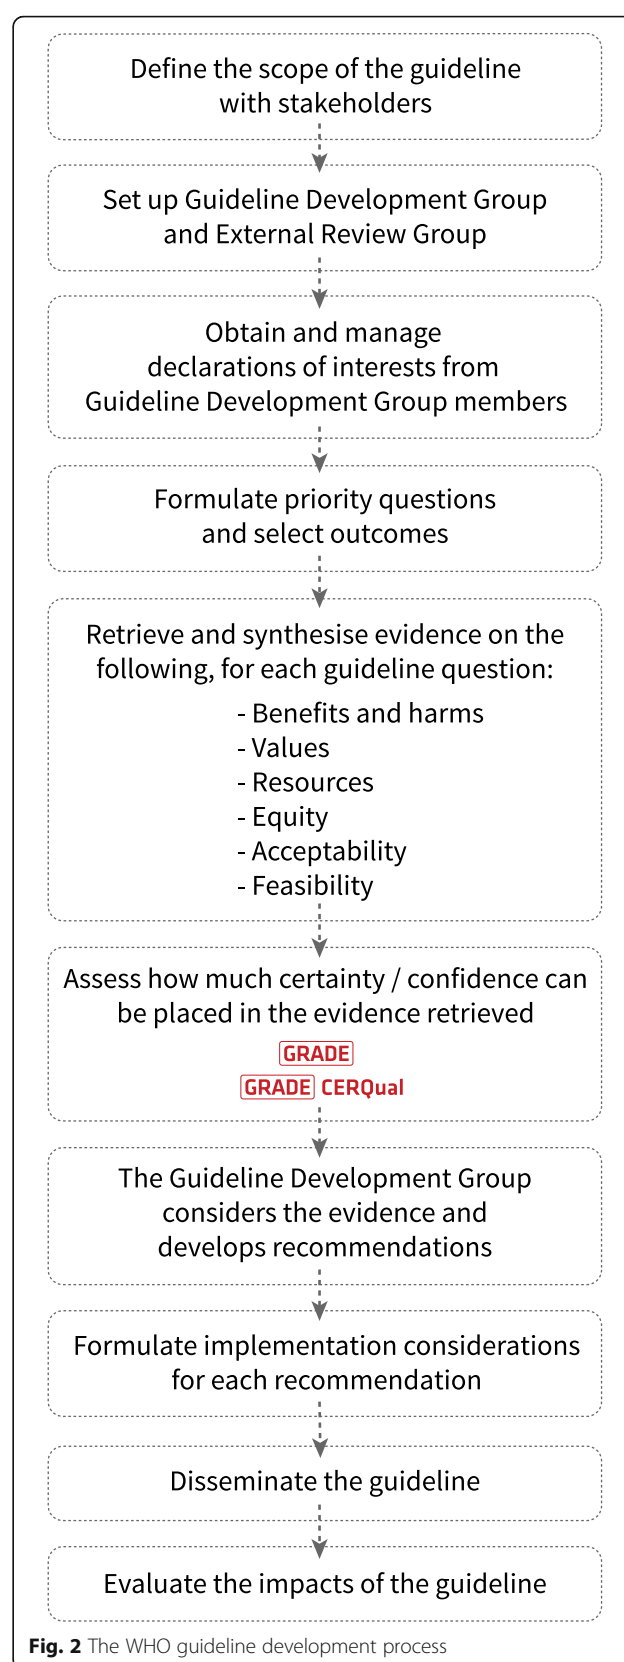 Define the scope of the guideline
with stakeholders
Set up Guideline Development Group
and External Review Group
Obtain and manage
declarations of interests from
Guideline Development Group members
Formulate priority questions
and select outcomes
Retrieve and synthesise evidence on the
following, for each guideline question:
- Benefits and harms
- Values
- Resources
- Equity
- Acceptability
- Feasibility
Assess how much certainty / confidence can
be placed in the evidence retrieved
GRADE
GRADE CERQual
The Guideline Development Group
considers the evidence and
develops recommendations
Formulate implementation considerations
for each recommendation
Disseminate the guideline
Evaluate the impacts of the guideline
Fig. 2 The WHO guideline development process